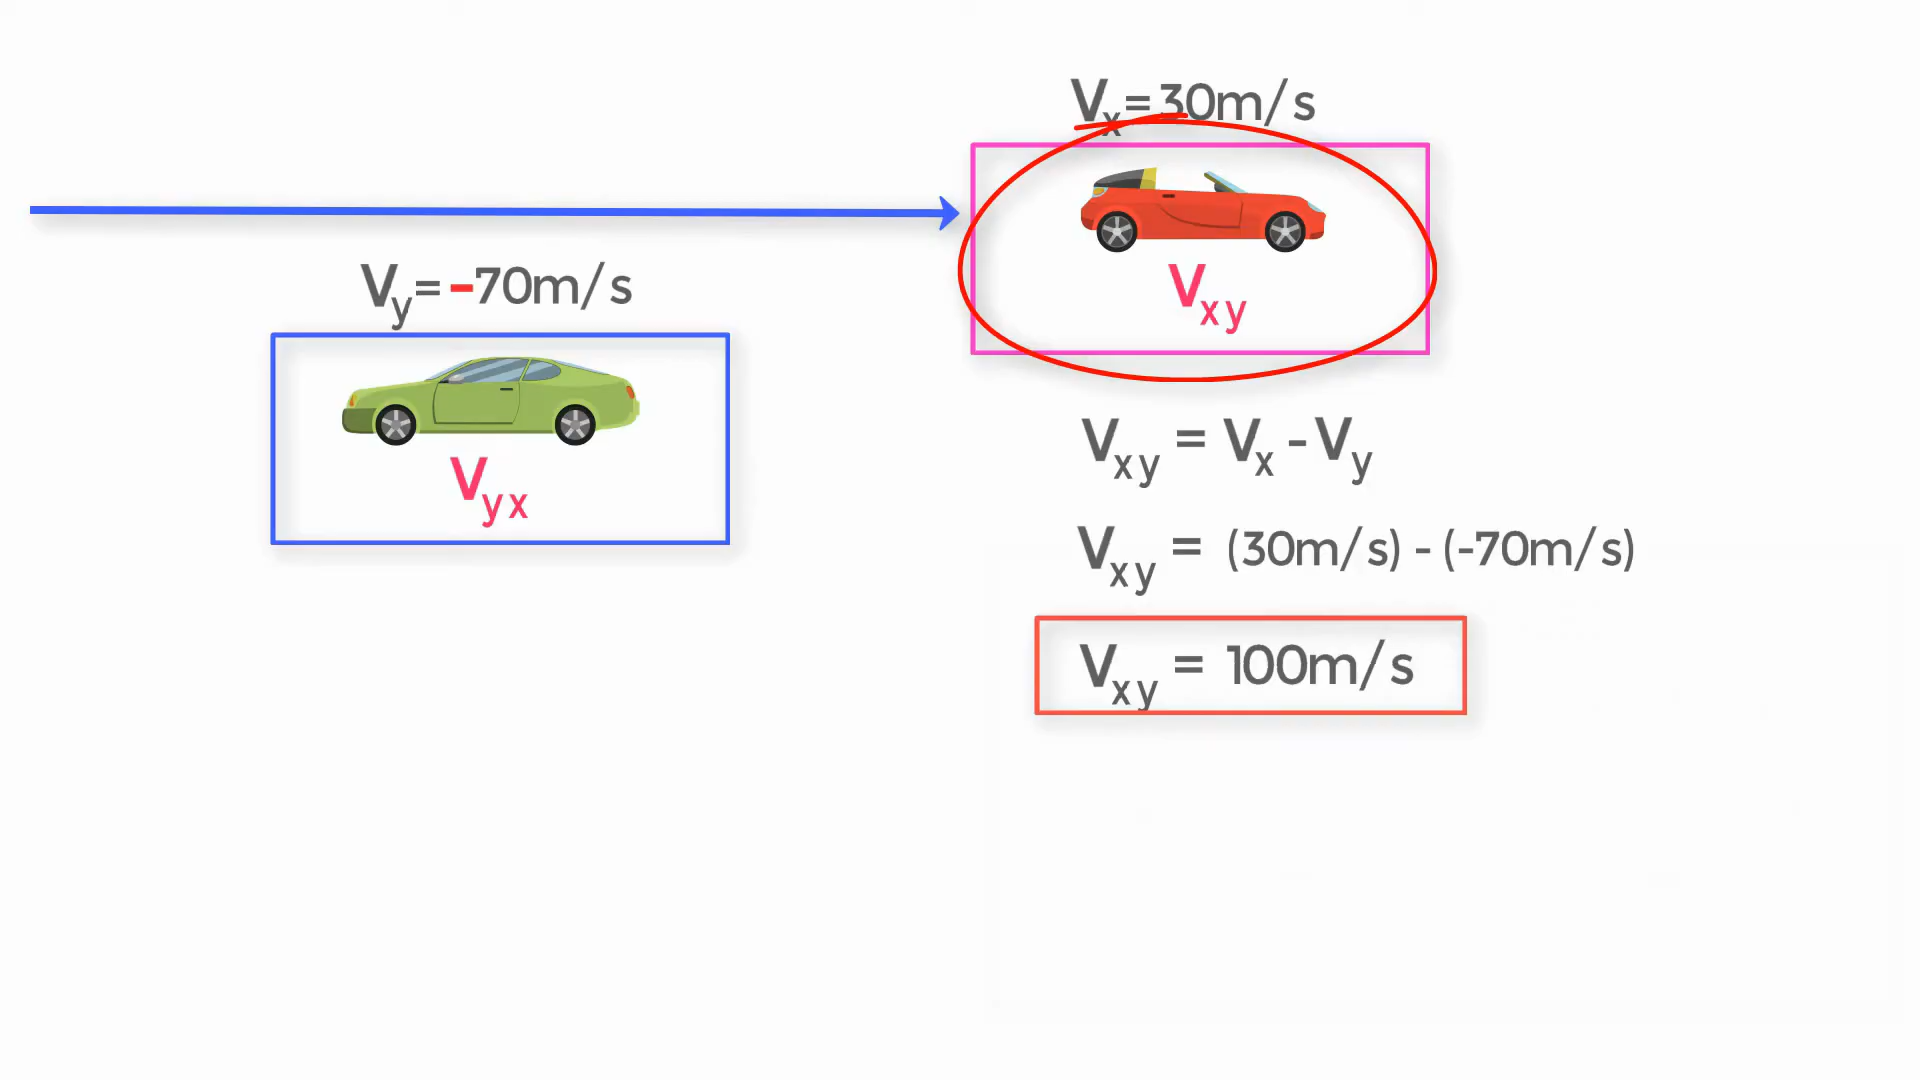 Vx = 30m/s
Vy = -70m/s
Vxy
Vyx
Vxy = Vx - Vy
Vxy = (30m/s) - (-70m/s)
Vxy = 100m/s